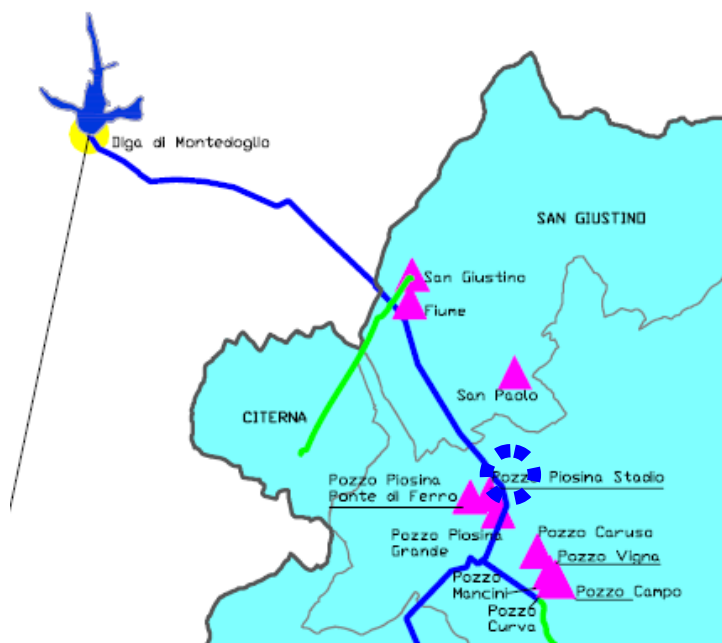 Diga di Montedoglio
SAN GIUSTINO
San Giustino
Fiume
San Paolo
CITERNA
Pozzo Piosina
Ponte di Ferro
Pozzo Piosina Stadio
Pozzo Piosina
Grande
Pozzo Caruso
Pozzo Vigna
Pozzo
Mancini
Pozzo Campo
Pozzo
Curva